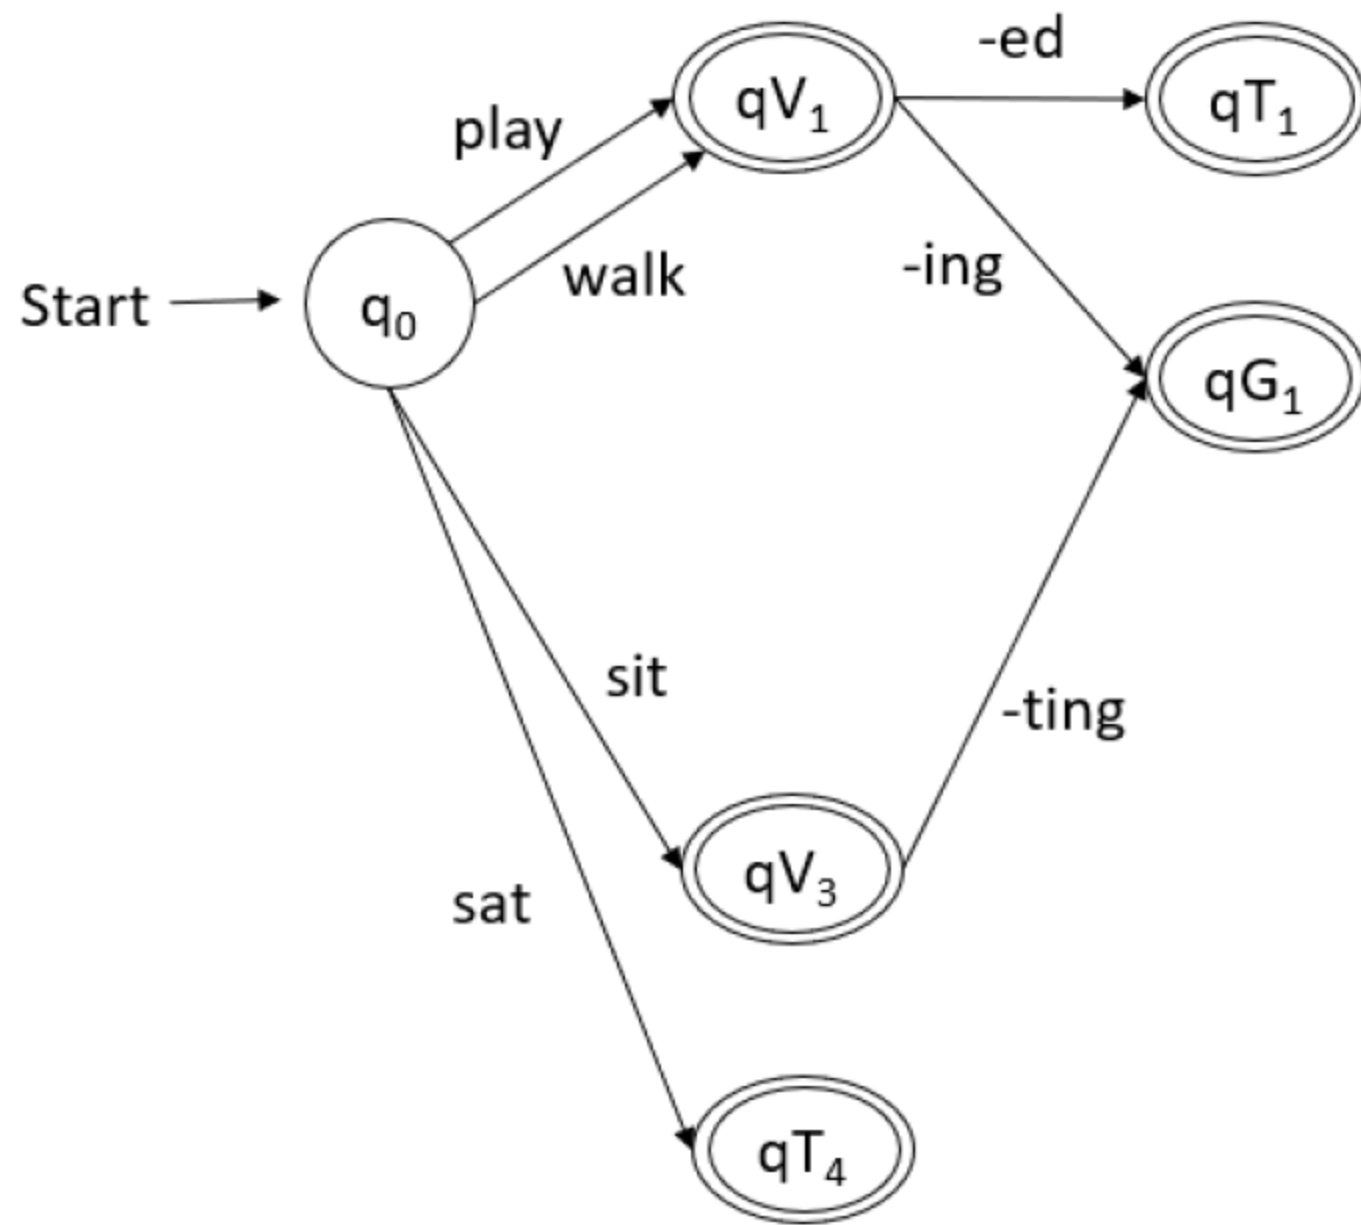 -ed
qV₁
qT₁
play
walk
-ing
Start
q₀
qG₁
sit
-ting
qV₃
sat
qT₄